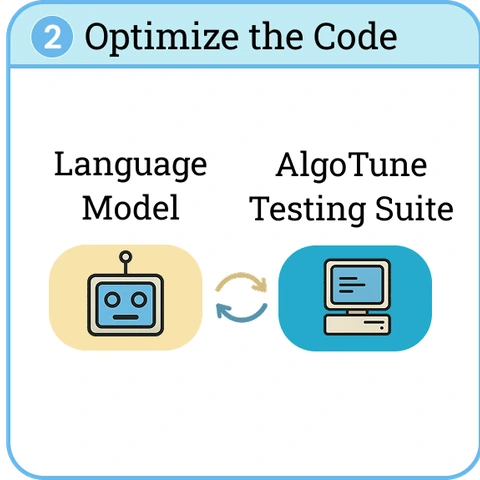 2 Optimize the Code
Language
Model
AlgoTune
Testing Suite